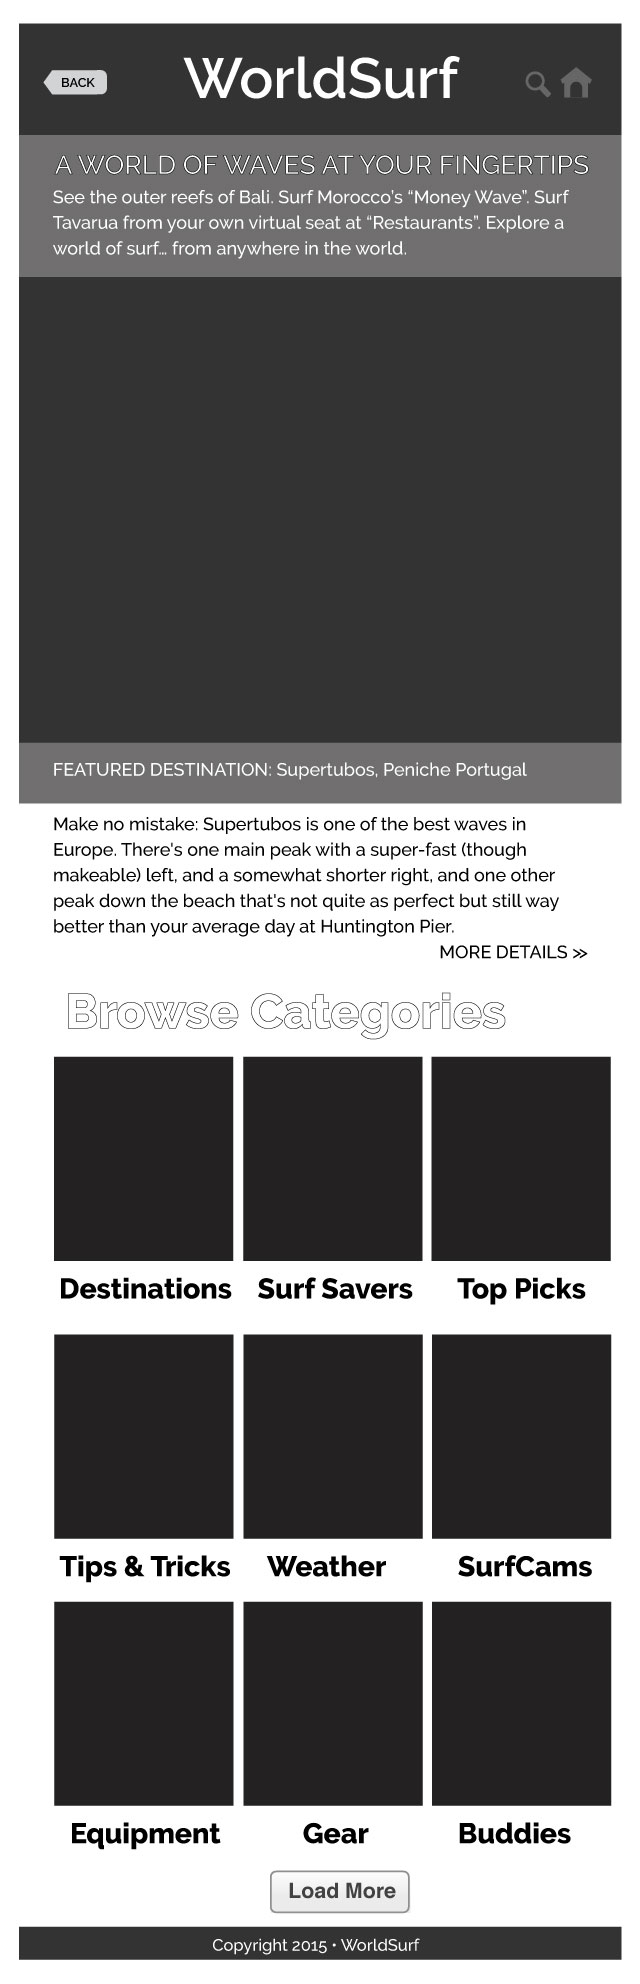 BACK
WorldSurf
A WORLD OF WAVES AT YOUR FINGERTIPS
See the outer reefs of Bali. Surf Morocco’s “Money Wave”. Surf
Tavarua from your own virtual seat at “Restaurants”. Explore a
world of surf... from anywhere in the world.
FEATURED DESTINATION: Supertubos, Peniche Portugal
Make no mistake: Supertubos is one of the best waves in
Europe. There's one main peak with a super-fast (though
makeable) left, and a somewhat shorter right, and one other
peak down the beach that's not quite as perfect but still way
better than your average day at Huntington Pier.
MORE DETAILS >>
Browse Categories
Destinations Surf Savers Top Picks
Tips & Tricks Weather SurfCams
Equipment Gear Buddies
Load More
Copyright 2015 • WorldSurf